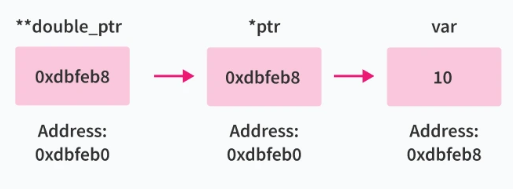 **double_ptr
*ptr
var
0xdbfeb8
0xdbfeb8
10
Address:
0xdbfeb0
Address:
0xdbfeb0
Address:
0xdbfeb8